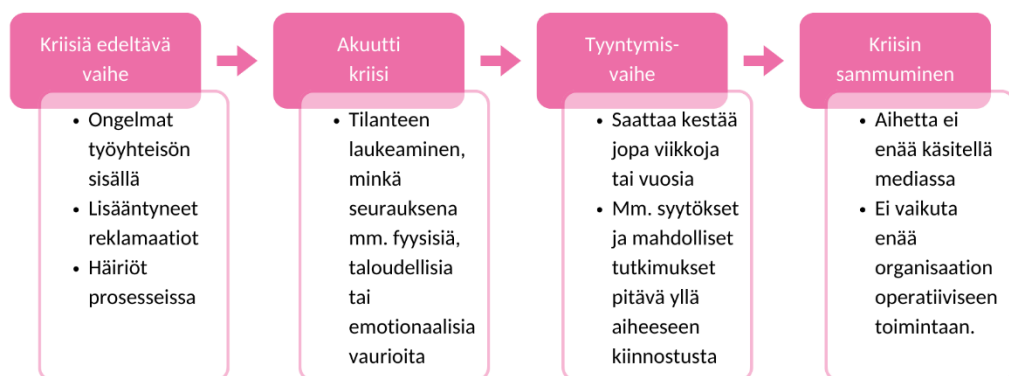 Kriisiä edeltävä
vaihe
• Ongelmat
työyhteisön
sisällä
• Lisääntyneet
reklamaatiot
• Häiriöt
prosesseissa
Akuutti
kriisi
• Tilanteen
laukeaminen,
minkä
seurauksena
mm. fyysisiä,
taloudellisia
tai
emotionaalisia
vaurioita
Tyyntymis-
vaihe
• Saattaa kestää
jopa viikkoja
tai vuosia
• Mm. syytökset
ja mahdolliset
tutkimukset
pitävä yllä
aiheeseen
kiinnostusta
Kriisin
sammuminen
• Aihetta ei
enää käsitellä
mediassa
• Ei vaikuta
enää
organisaation
operatiiviseen
toimintaan.